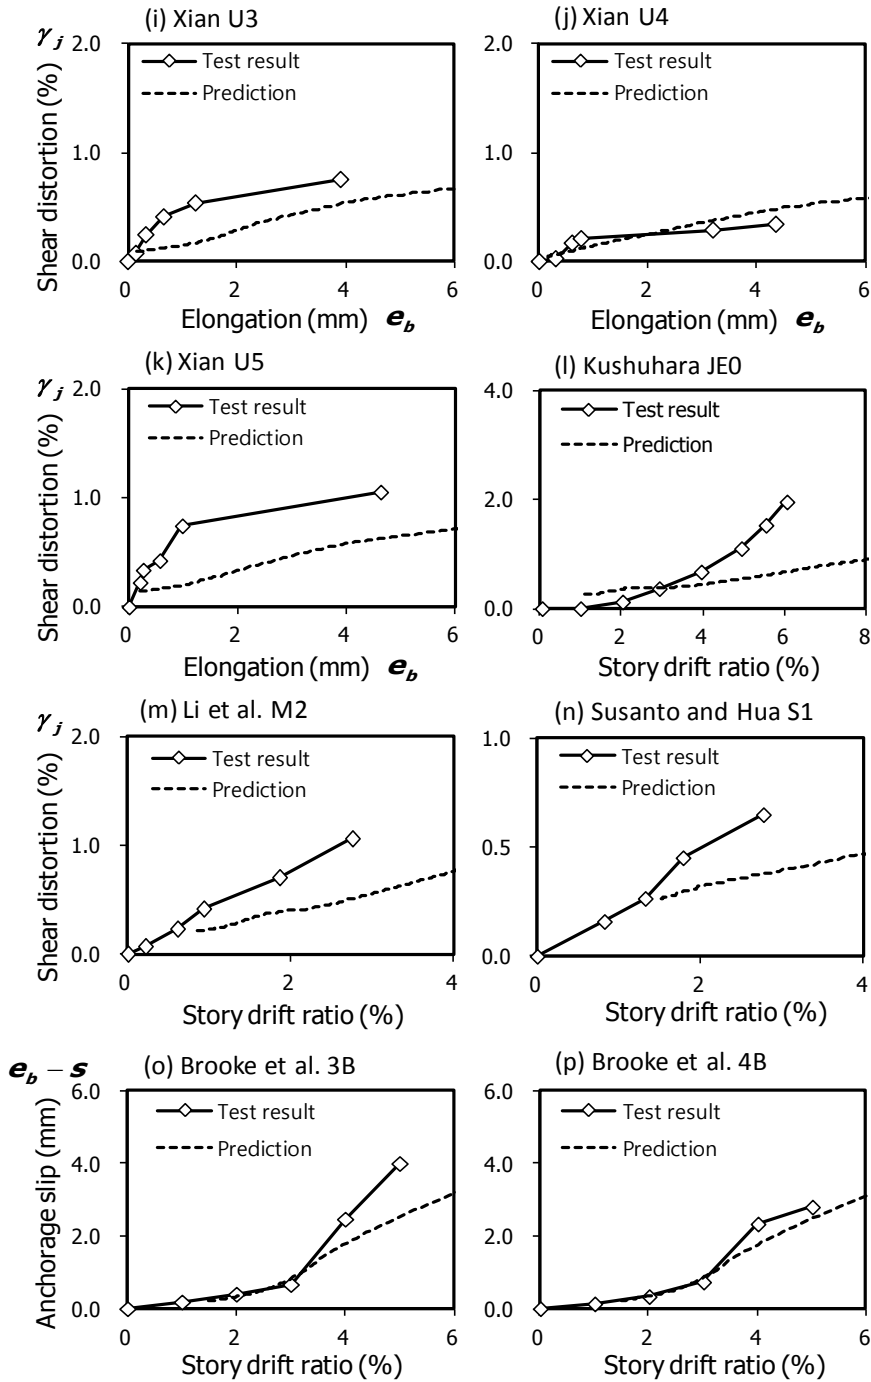 (i) Xian U3
γj
Shear distortion (%)
2.0
1.0
0.0
Test result
Prediction
0 2 4 6
Elongation (mm) eb
(j) Xian U4
2.0
1.0
0.0
Test result
Prediction
0 2 4 6
Elongation (mm) eb
(k) Xian U5
γj
Shear distortion (%)
2.0
1.0
0.0
Test result
Prediction
0 2 4 6
Elongation (mm) eb
(l) Kushuhara JE0
4.0
2.0
0.0
Test result
Prediction
0 2 4 6 8
Story drift ratio (%)
(m) Li et al. M2
γj
Shear distortion (%)
2.0
1.0
0.0
Test result
Prediction
0 2 4
Story drift ratio (%)
(n) Susanto and Hua S1
1.0
0.5
0.0
Test result
Prediction
0 2 4
Story drift ratio (%)
(o) Brooke et al. 3B
eb – s
Anchorage slip (mm)
6.0
4.0
2.0
0.0
Test result
Prediction
0 2 4 6
Story drift ratio (%)
(p) Brooke et al. 4B
6.0
4.0
2.0
0.0
Test result
Prediction
0 2 4 6
Story drift ratio (%)